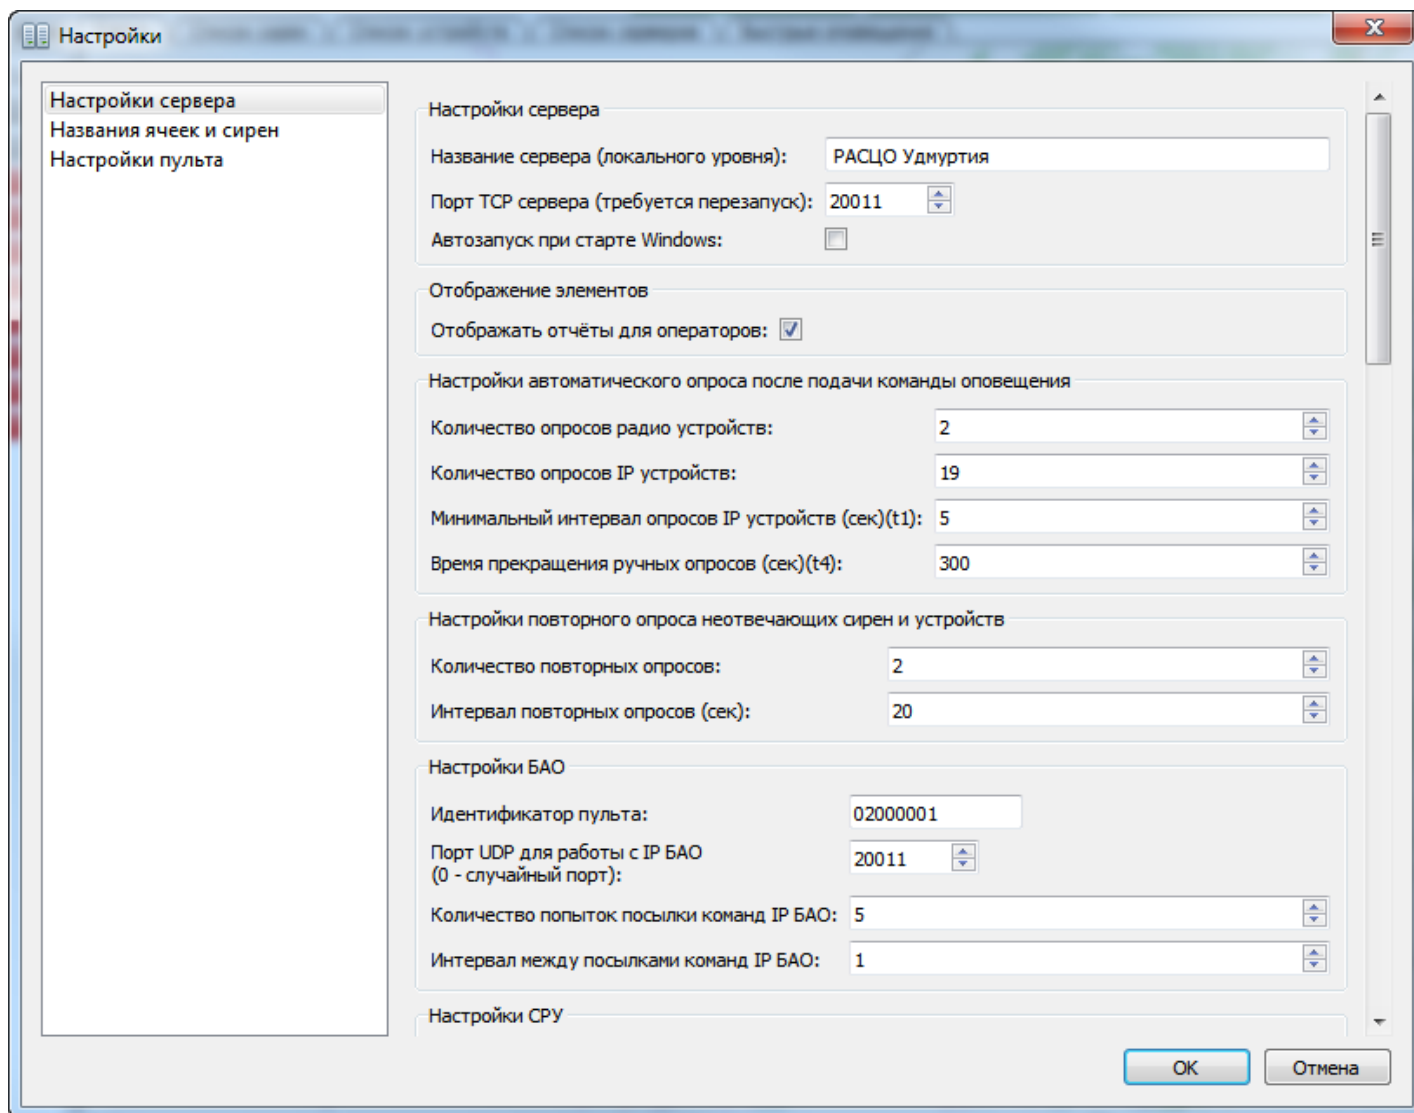 Настройки
Настройки сервера
Названия ячеек и сирен
Настройки пульта
Настройки сервера
Название сервера (локального уровня): РАСЦО Удмуртия
Порт TCP сервера (требуется перезапуск): 20011
Автозапуск при старте Windows:
Отображение элементов
Отображать отчёты для операторов:
Настройки автоматического опроса после подачи команды оповещения
Количество опросов радио устройств: 2
Количество опросов IP устройств: 19
Минимальный интервал опросов IP устройств (сек)(t1): 5
Время прекращения ручных опросов (сек)(t4): 300
Настройки повторного опроса неотвечающих сирен и устройств
Количество повторных опросов: 2
Интервал повторных опросов (сек): 20
Настройки БАО
Идентификатор пульта: 02000001
Порт UDP для работы с IP БАО
(0 - случайный порт): 20011
Количество попыток посылки команд IP БАО: 5
Интервал между посылками команд IP БАО: 1
Настройки СРУ
OK Отмена